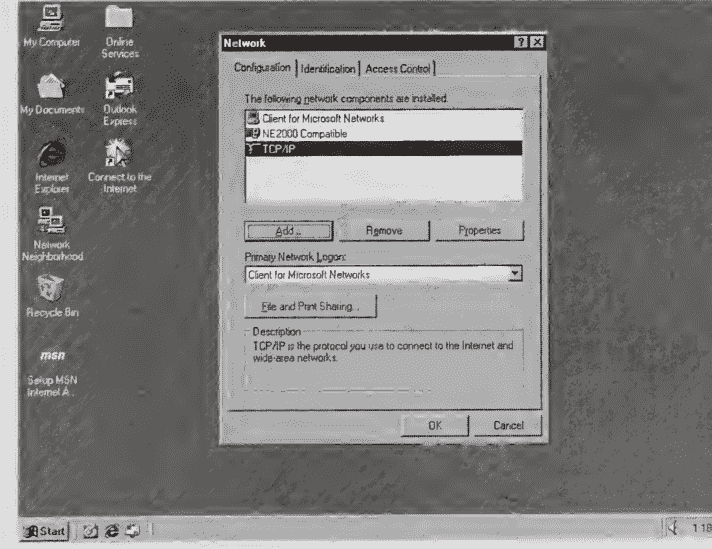 My Computer
Online
Services
My Documents
Outlook
Express
Internet
Explorer
Connect to the
Internet
Network
Neighborhood
Recycle Bin
msn
Setup MSN
Internet A...
Network
Configuration
Identification
Access Control
The following network components are installed:
Client for Microsoft Networks
NE2000 Compatible
TCP/IP
Add...
Remove
Properties
Primary Network Logon:
Client for Microsoft Networks
File and Print Sharing...
Description
TCP/IP is the protocol you use to connect to the Internet and
wide-area networks.
OK
Cancel
Start
1:18